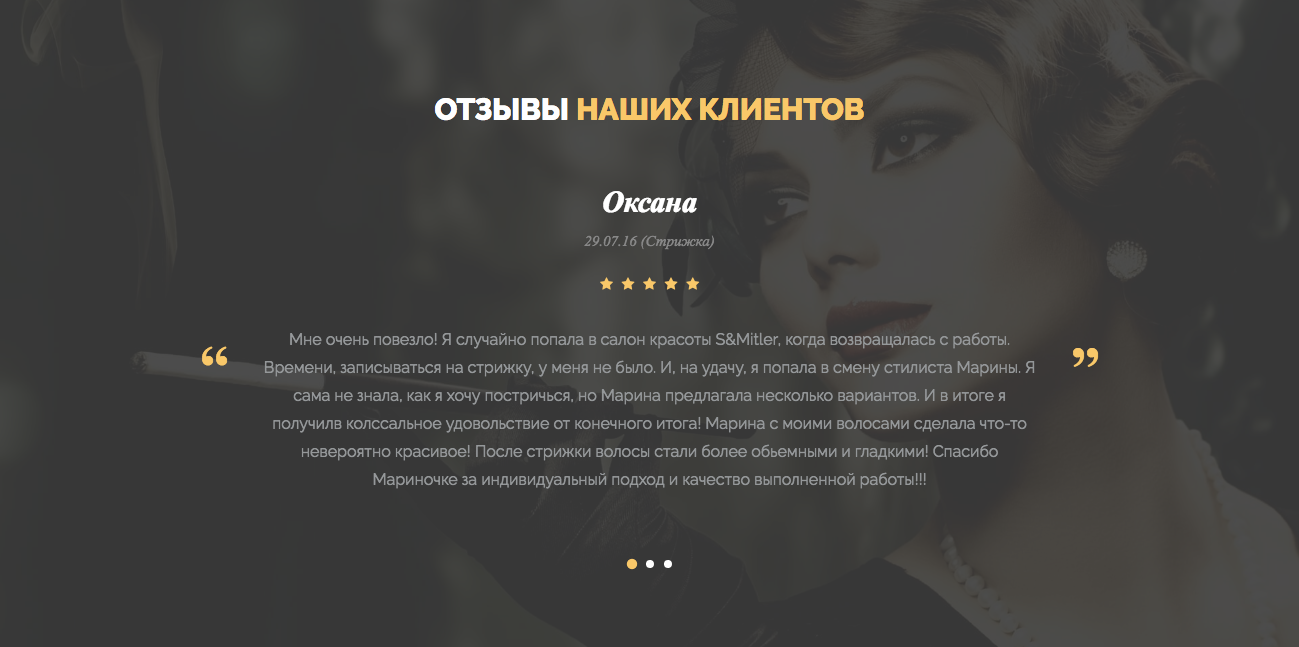 ОТЗЫВЫ НАШИХ КЛИЕНТОВ
Оксана
29.07.16 (Стрижка)
“ Мне очень повезло! Я случайно попала в салон красоты S&Mitler, когда возвращалась с работы. ”
Времени, записываться на стрижку, у меня не было. И, на удачу, я попала в смену стилиста Марины. Я
сама не знала, как я хочу постричься, но Марина предлагала несколько вариантов. И в итоге я
получилв колссальное удовольствие от конечного итога! Марина с моими волосами сделала что-то
невероятно красивое! После стрижки волосы стали более обьемными и гладкими! Спасибо
Мариночке за индивидуальный подход и качество выполненной работы!!!